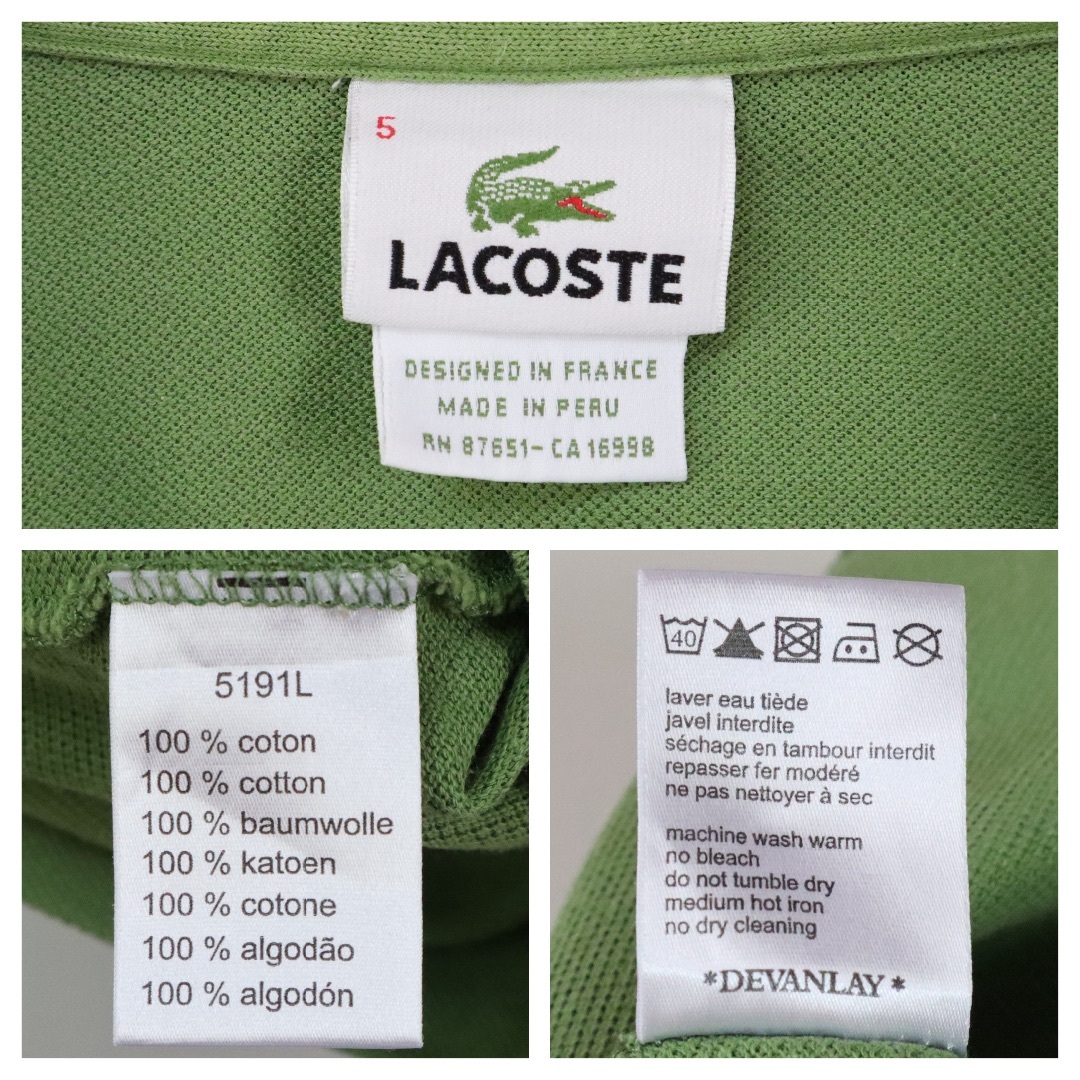 5
LACOSTE
DESIGNED IN FRANCE
MADE IN PERU
RN 87651-CA 16998
5191L
100 % coton
100 % cotton
100 % baumwolle
100 % katoen
100 % cotone
100 % algodão
100 % algodón
40
laver eau tiède
javel interdite
séchage en tambour interdit
repasser fer modéré
ne pas nettoyer à sec
machine wash warm
no bleach
do not tumble dry
medium hot iron
no dry cleaning
*DEVANLAY*